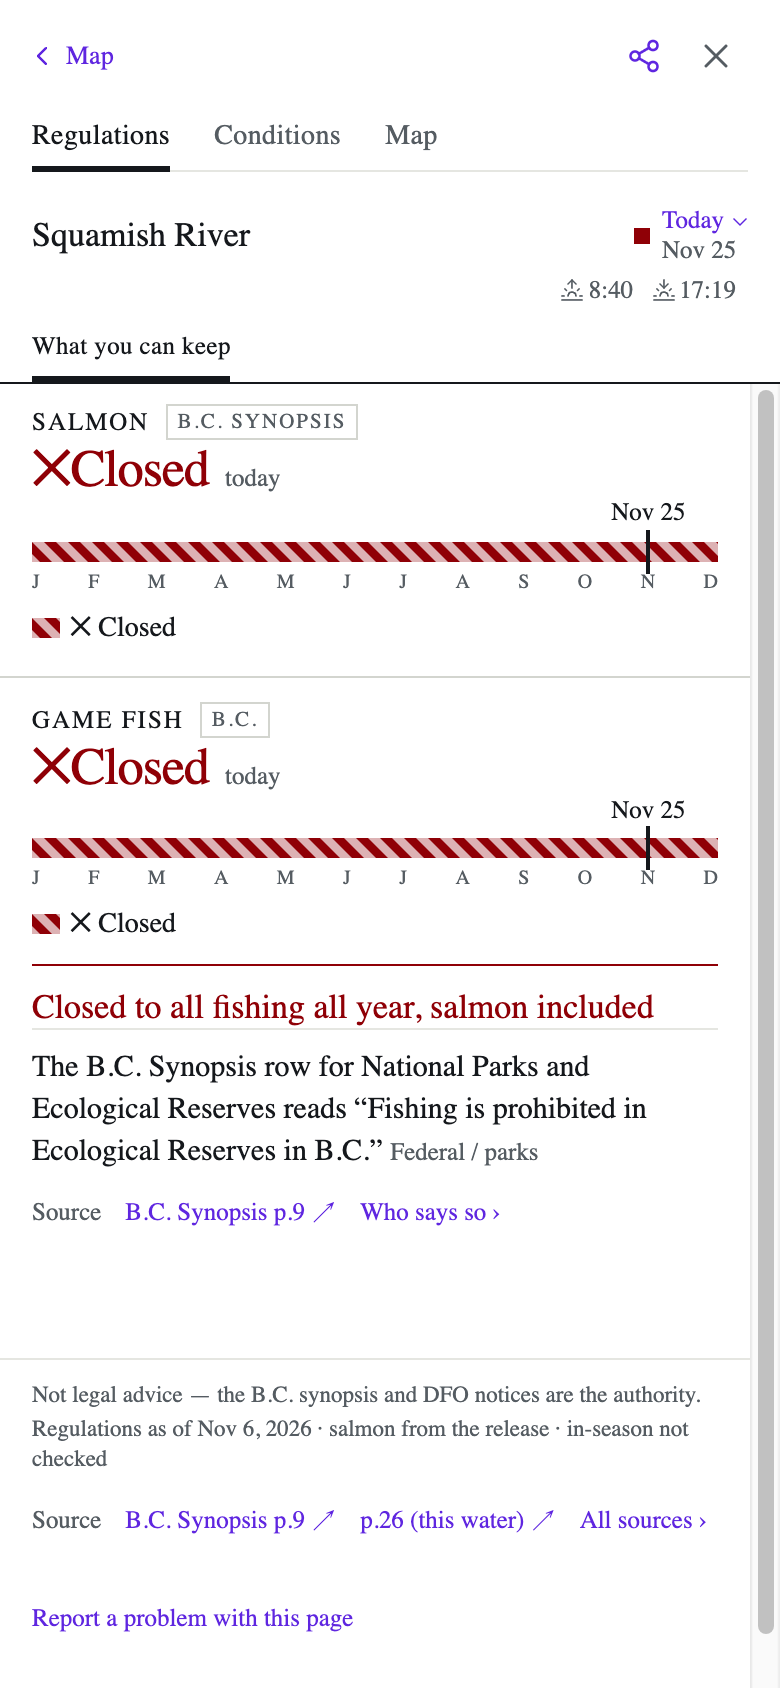 Map
Regulations Conditions Map
Squamish River
Today
Nov 25
8:40 17:19
What you can keep
SALMON B.C. SYNOPSIS
Closed today
Nov 25
J F M A M J J A S O N D
Closed
GAME FISH B.C.
Closed today
Nov 25
J F M A M J J A S O N D
Closed
Closed to all fishing all year, salmon included
The B.C. Synopsis row for National Parks and
Ecological Reserves reads “Fishing is prohibited in
Ecological Reserves in B.C.” Federal / parks
Source B.C. Synopsis p.9 ↗ Who says so ›
Not legal advice — the B.C. synopsis and DFO notices are the authority.
Regulations as of Nov 6, 2026 · salmon from the release · in-season not
checked
Source B.C. Synopsis p.9 ↗ p.26 (this water) ↗ All sources ›
Report a problem with this page